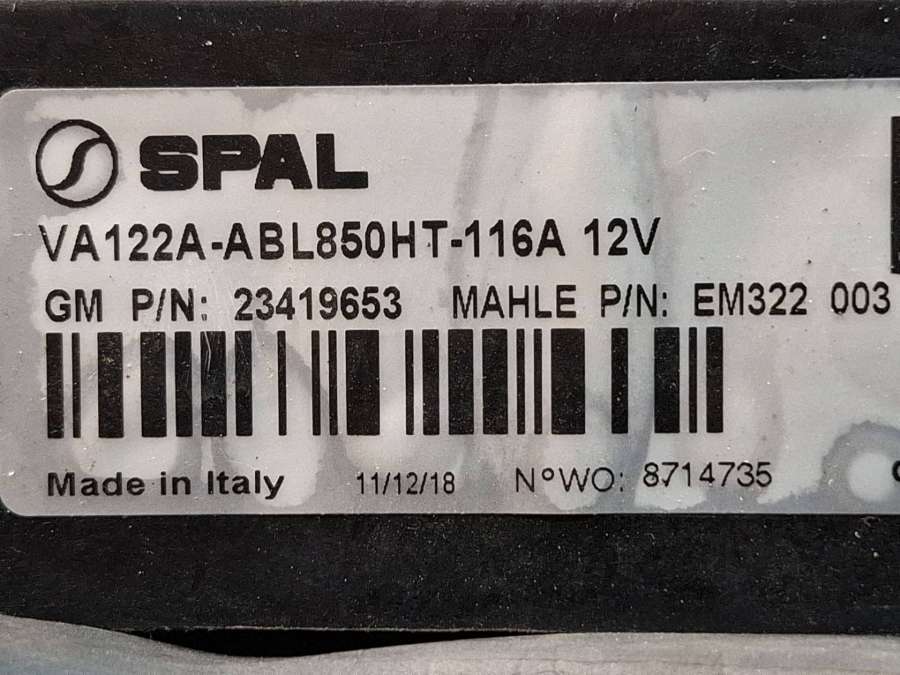 SPAL
VA122A-ABL850HT-116A 12V
GM P/N: 23419653 MAHLE P/N: EM322 003
Made in Italy 11/12/18 N°WO: 8714735